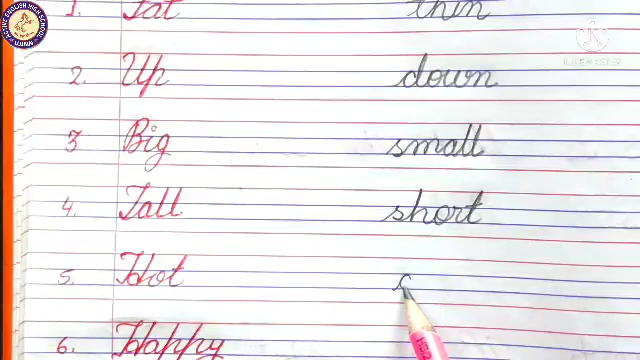 1. Fat thin
2. Up down
3 Big small
4. Tall short
5. Hot
6. Happy